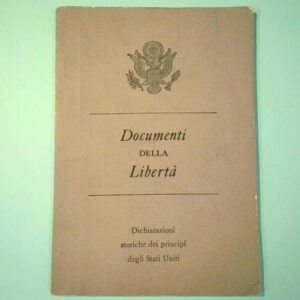 Documenti
DELLA
Libertà
Dichiarazioni
storiche dei principî
degli Stati Uniti